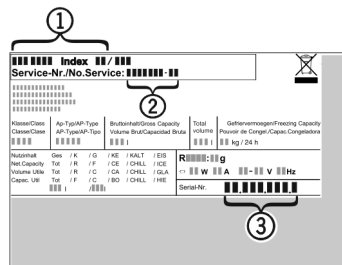 1
Index /
Service-Nr./No.Service: -
2
Klasse/Class Ap-Typ/AP-Type Bruttoinhalt/Gross Capacity Total Gefriervermoegen/Freezing Capacity
Classe/Clase AP-Type/AP-Tipo Volume Brut/Capacidad Bruta volume Pouvoir de Congel./Capac.Congeladora
l l kg / 24 h
Nutzinhalt Ges / K / G / KE / KALT / EIS
Net Capacity Tot / R / F / CE / CHILL / ICE
Volume Utile Tot / R / C / CA / CHILL / GLA
Capac. Util Tot / F / C / BO / CHILL / HIE
l / l
R : g
W A - V Hz
Serial-Nr. . . .
3